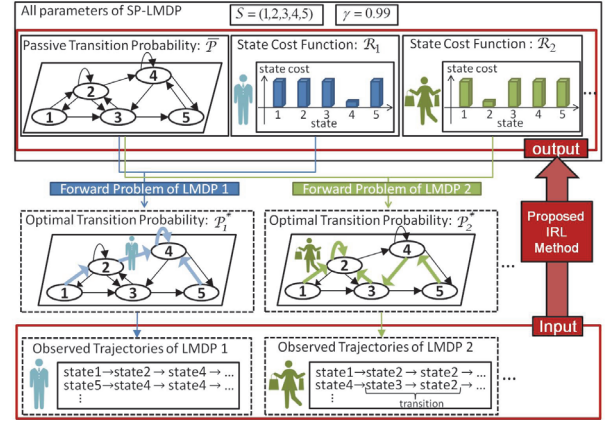 All parameters of SP-LMDP
S = (1,2,3,4,5)
γ = 0.99
Passive Transition Probability: P̅
1 2 3 4 5
State Cost Function: R₁
state cost
1 2 3 4 5
state
State Cost Function : R₂
state cost
1 2 3 4 5
state
...
output
Forward Problem of LMDP 1
Forward Problem of LMDP 2
Proposed
IRL
Method
Optimal Transition Probability: P₁*
1 2 3 4 5
Optimal Transition Probability: P₂*
1 2 3 4 5
...
Input
Observed Trajectories of LMDP 1
state1→state2 → state4 → ...
state5→state4 → state4 → ...
⋮
Observed Trajectories of LMDP 2
state1→state2 → state2 → ...
state4→state3 → state2 → ...
⋮
transition
...